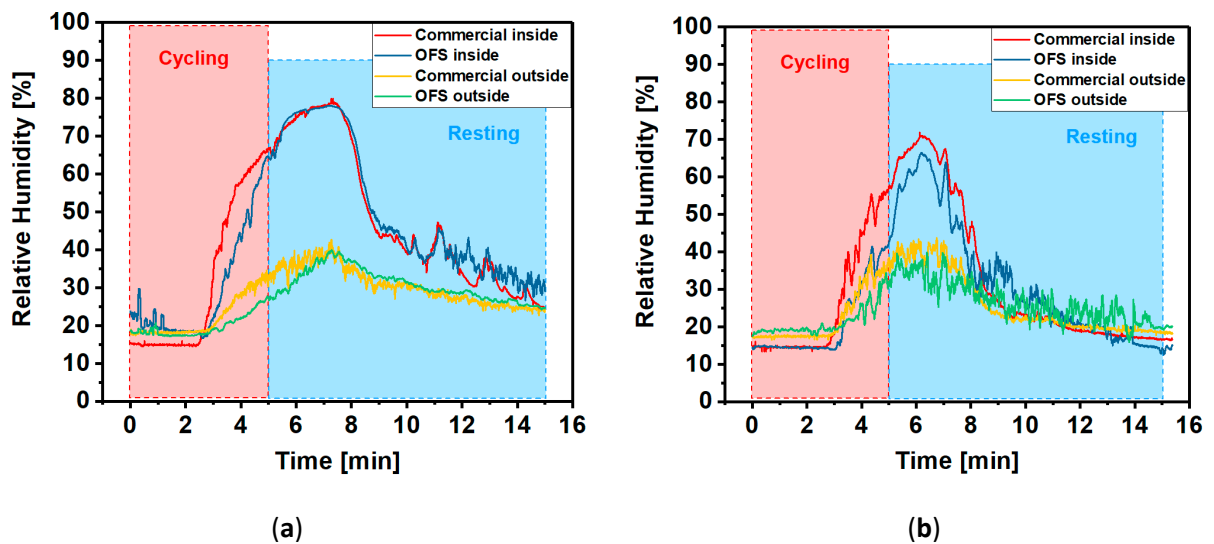 100
90
80
70
60
50
40
30
20
10
0
Relative Humidity [%]
Cycling
Commercial inside
OFS inside
Commercial outside
OFS outside
Resting
0 2 4 6 8 10 12 14 16
Time [min]
(a)
100
90
80
70
60
50
40
30
20
10
0
Relative Humidity [%]
Cycling
Commercial inside
OFS inside
Commercial outside
OFS outside
Resting
0 2 4 6 8 10 12 14 16
Time [min]
(b)